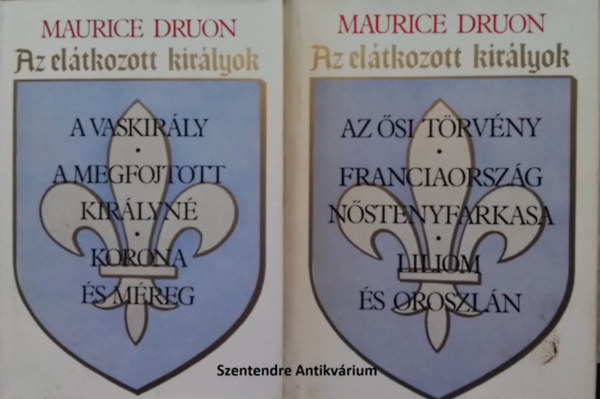 MAURICE DRUON
Az elátkozott királyok
A VASKIRÁLY
•
A MEGFOJTOTT
KIRÁLYNÉ
•
KORONA
ÉS MÉREG
MAURICE DRUON
Az elátkozott királyok
AZ ŐSI TÖRVÉNY
•
FRANCIAORSZÁG
NŐSTÉNYFARKASA
•
LILIOM
ÉS OROSZLÁN
Szentendre Antikvárium